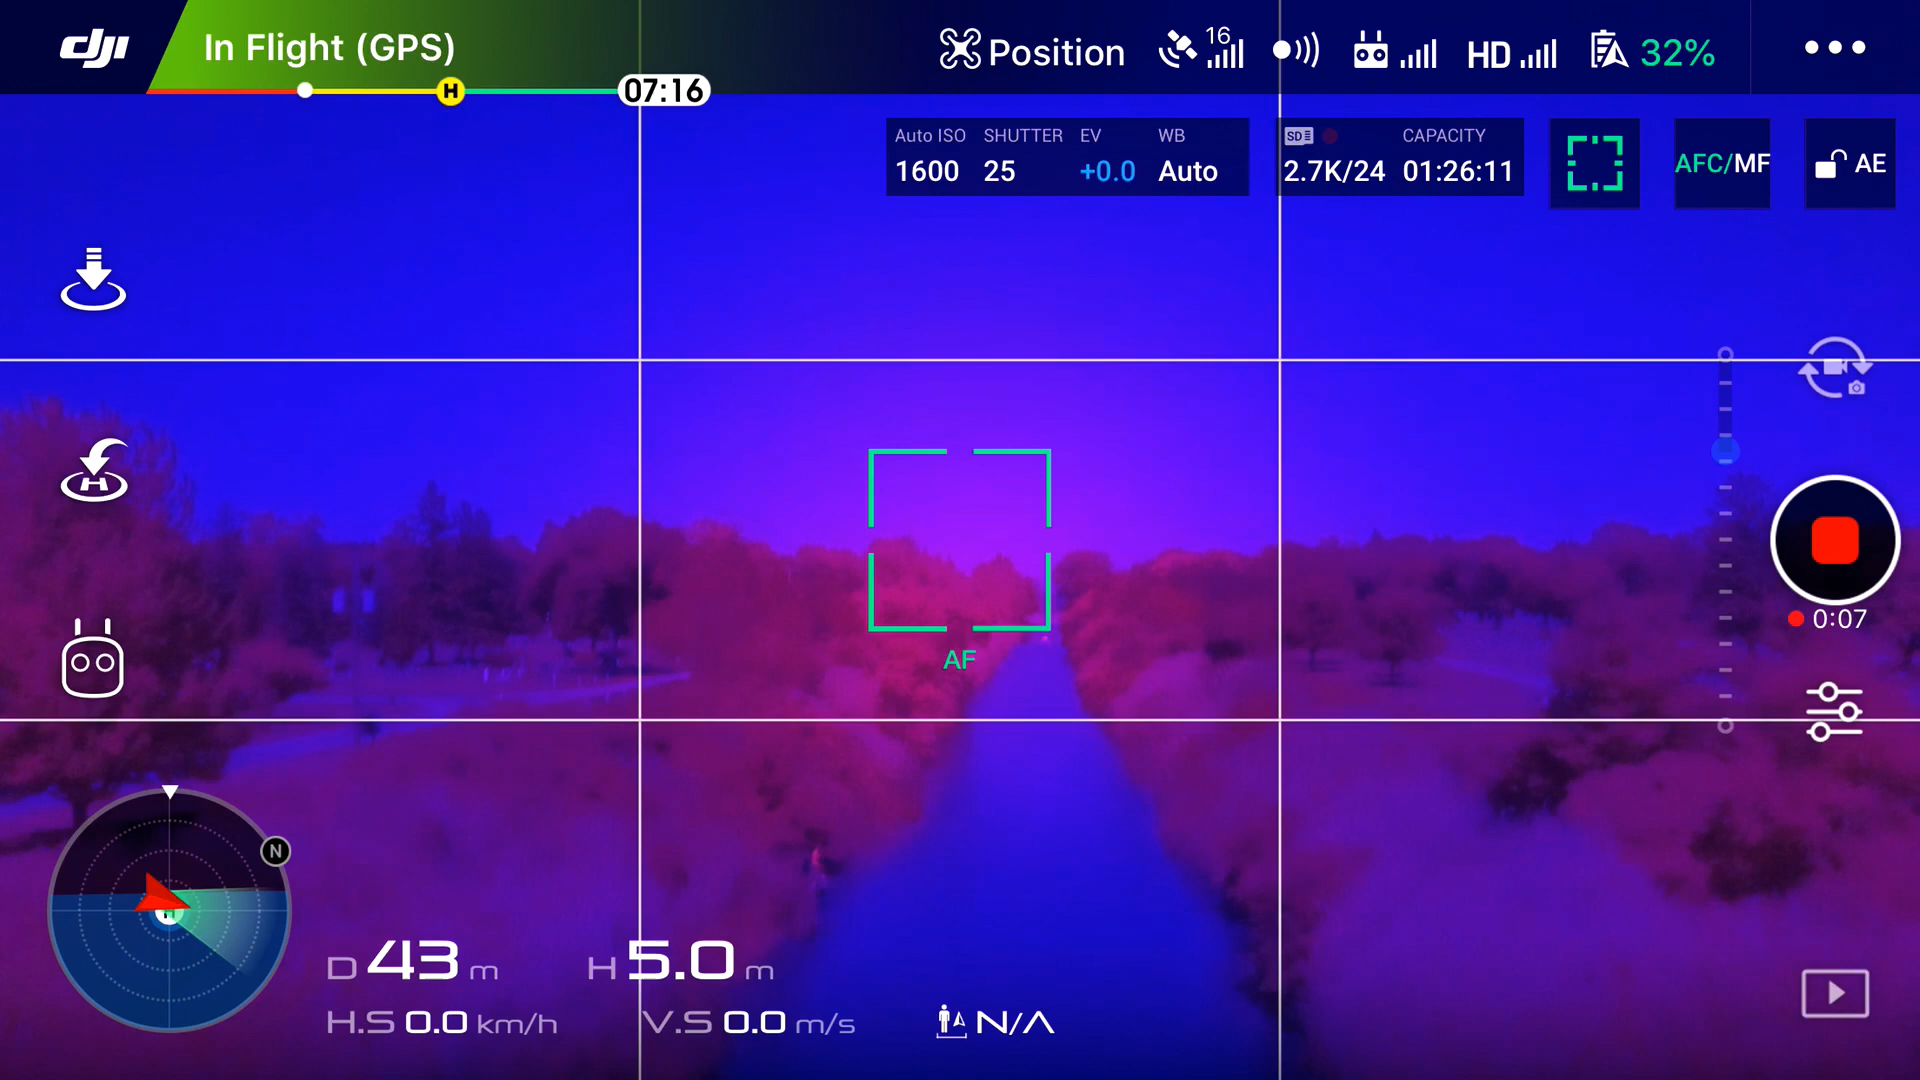 dji In Flight (GPS) Position 16 HD 32%
H 07:16
Auto ISO SHUTTER EV WB SD CAPACITY
1600 25 +0.0 Auto 2.7K/24 01:26:11 AFC/MF AE
AF
0:07
N
D 43 m H 5.0 m
H.S 0.0 km/h V.S 0.0 m/s N/A
H